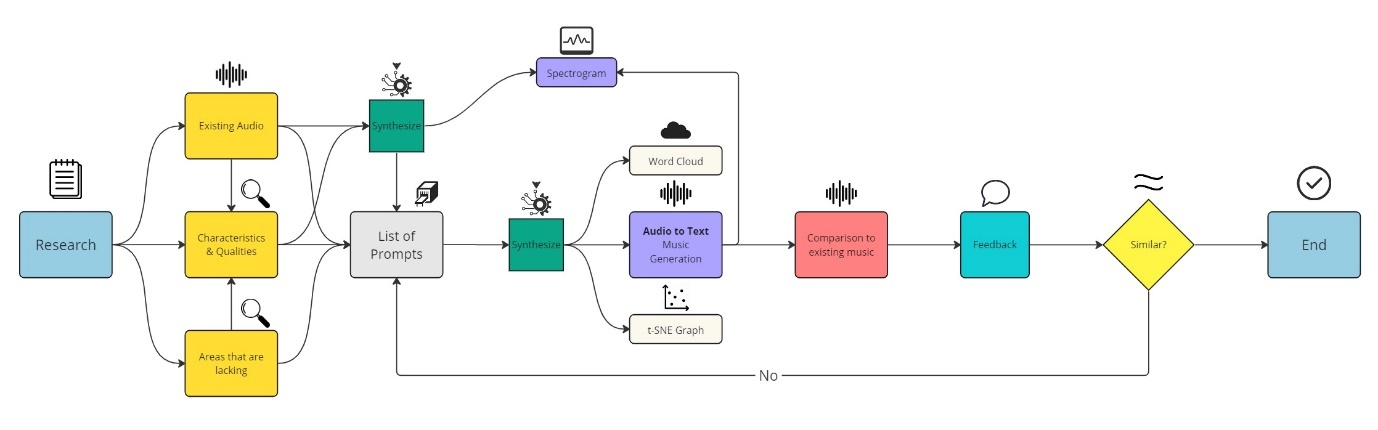 Spectrogram
Existing Audio
Synthesize
Word Cloud
Research
Characteristics
& Qualities
List of
Prompts
Synthesize
Audio to Text
Music
Generation
Comparison to
existing music
Feedback
Similar?
End
t-SNE Graph
Areas that are
lacking
No